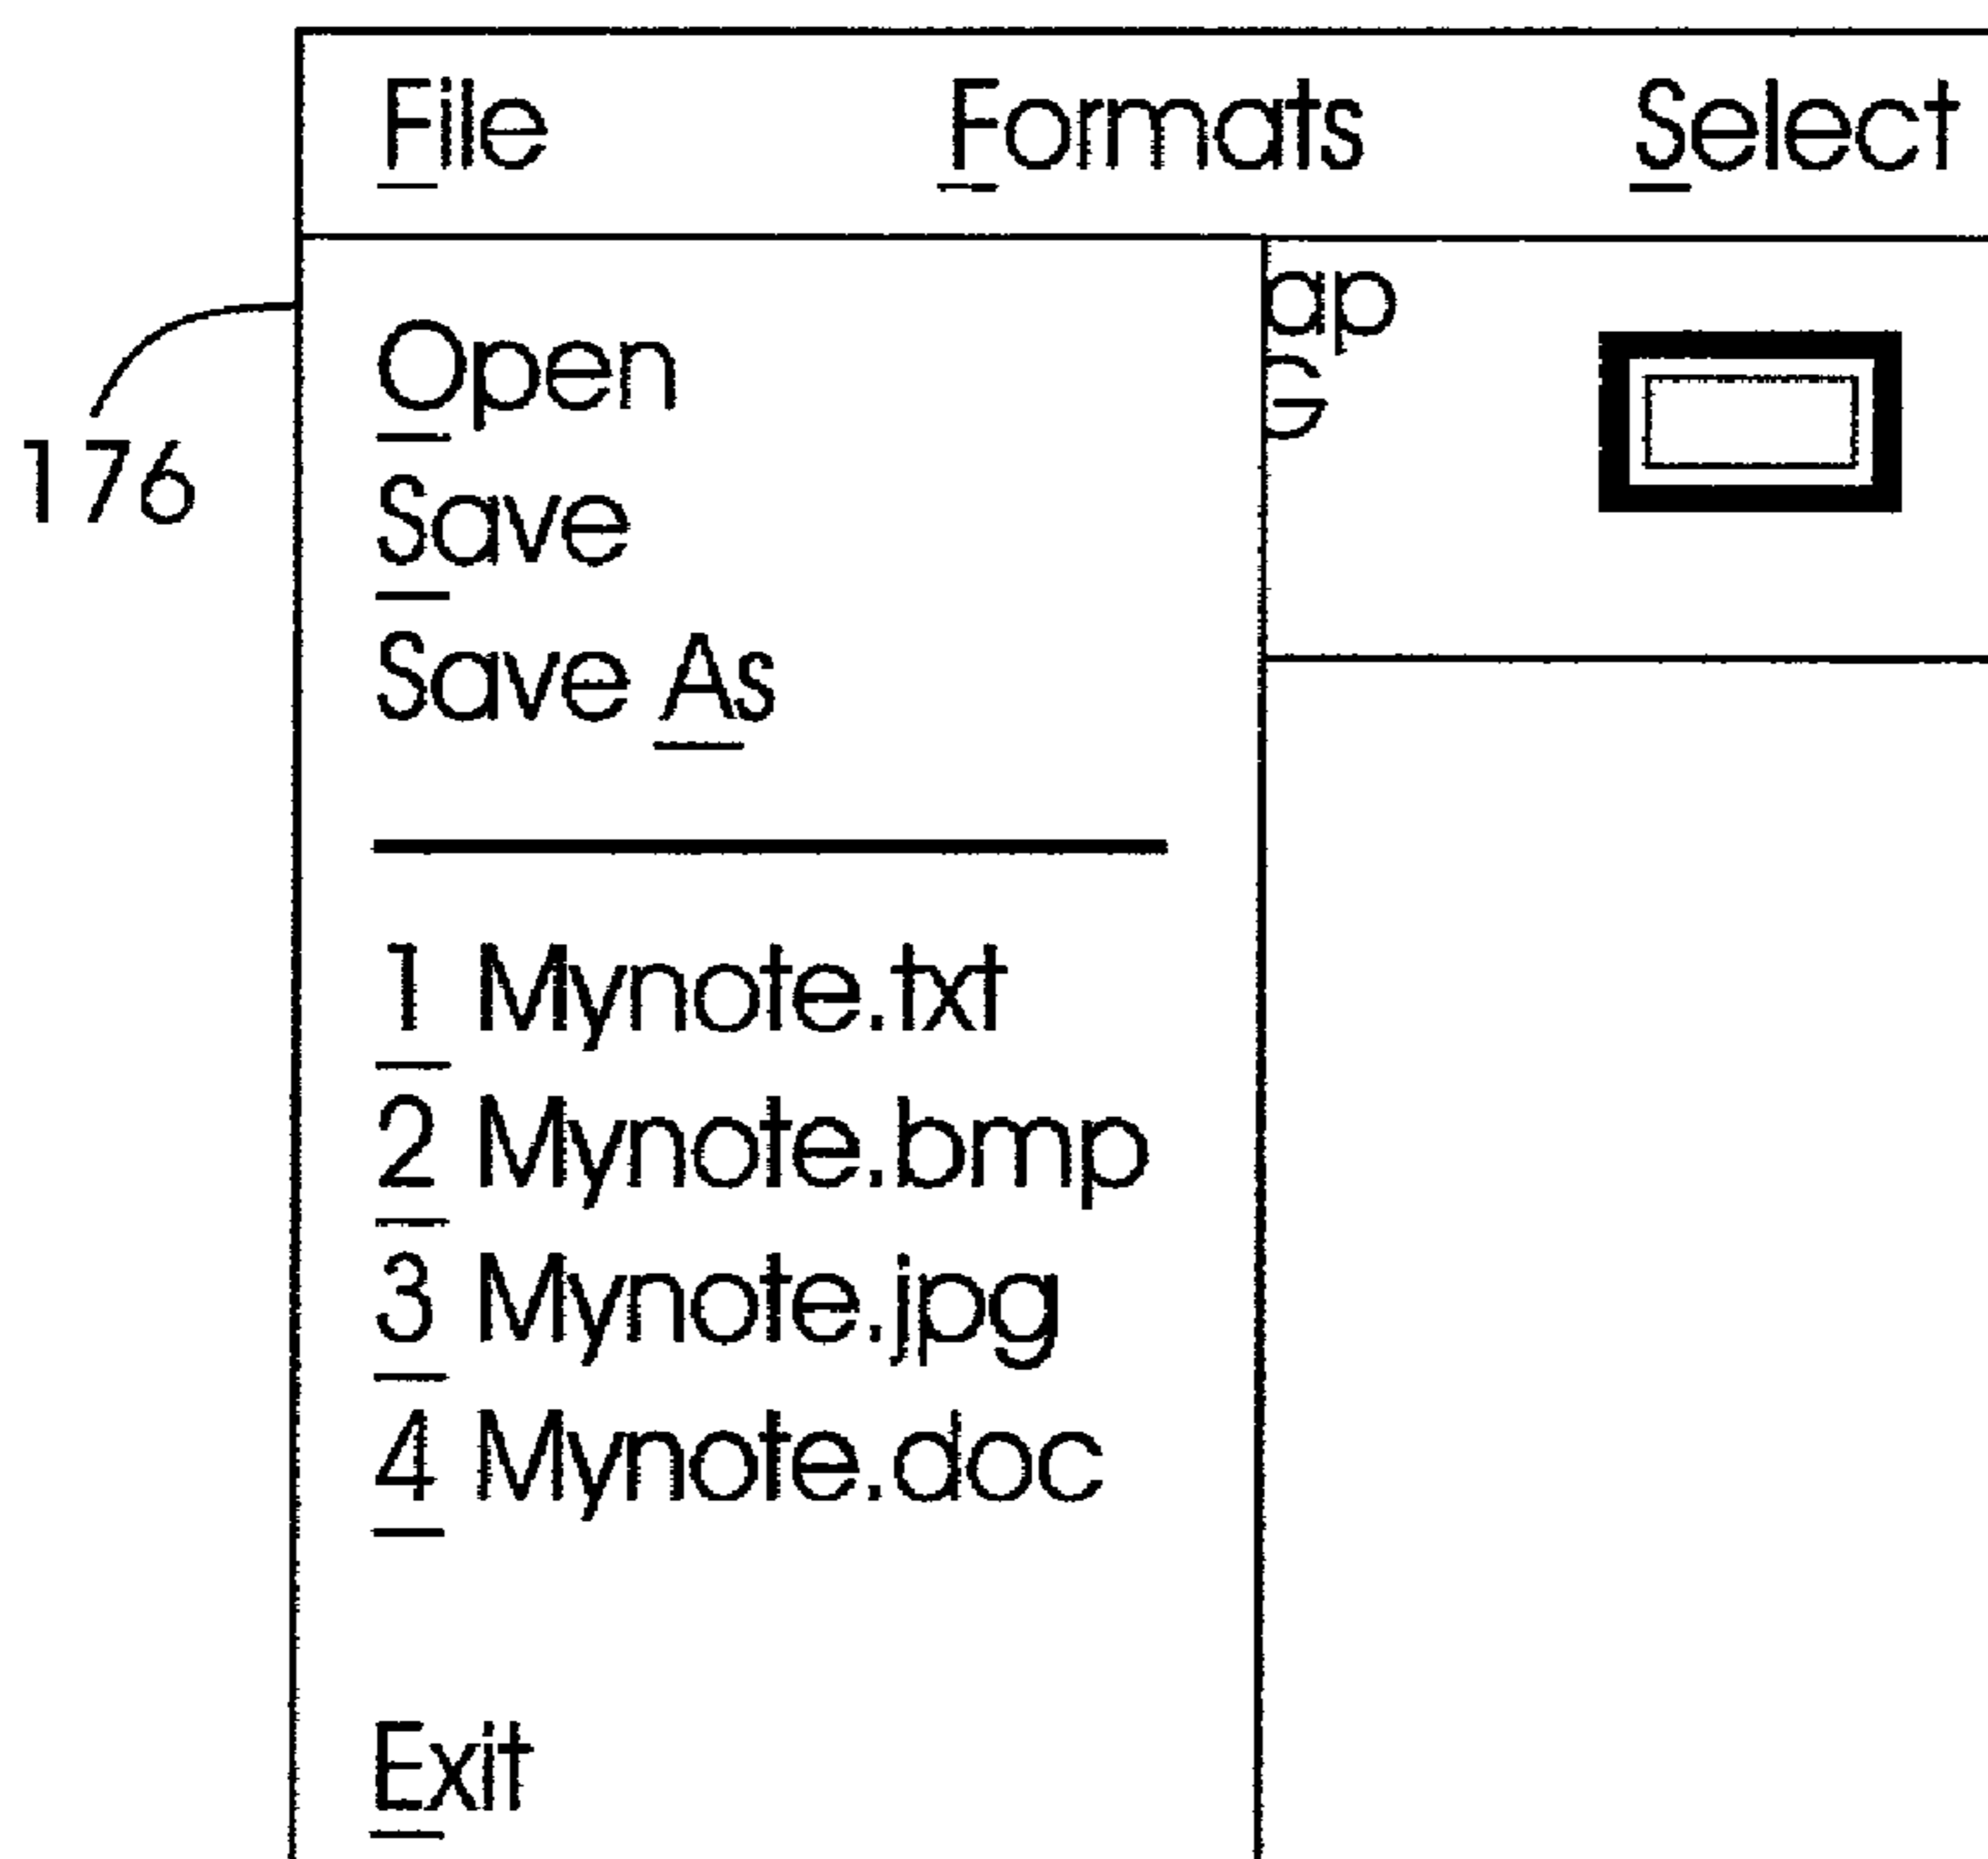 File Formats Select
ap
G
176
Open
Save
Save As
1 Mynote.txt
2 Mynote.bmp
3 Mynote.jpg
4 Mynote.doc
Exit